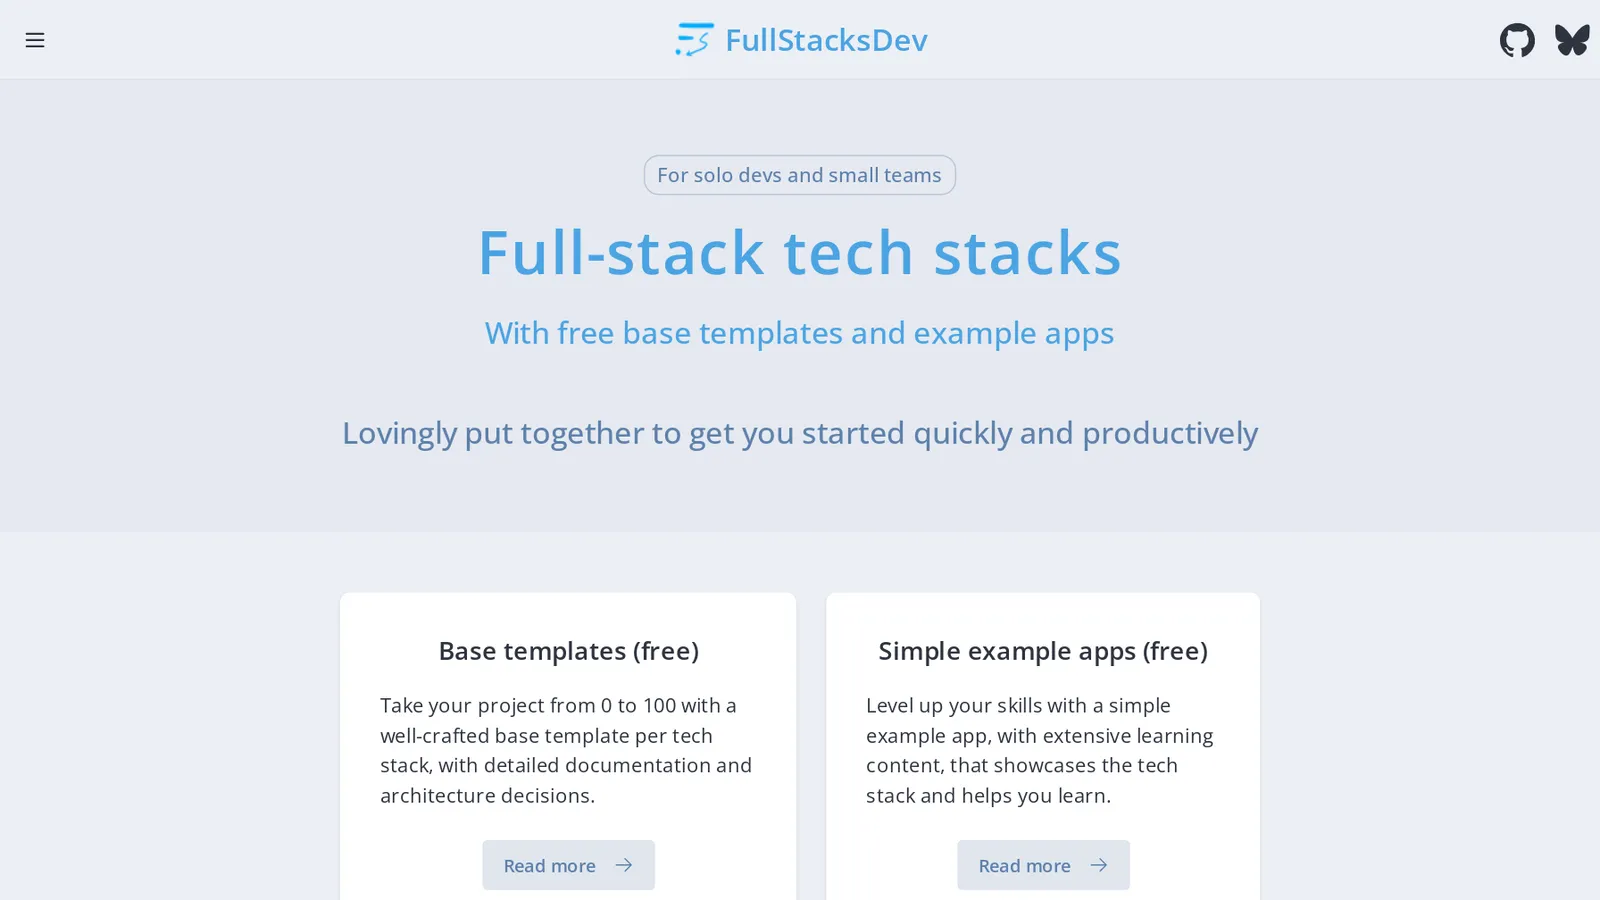 FullStacksDev
For solo devs and small teams
Full-stack tech stacks
With free base templates and example apps
Lovingly put together to get you started quickly and productively
Base templates (free)
Take your project from 0 to 100 with a
well-crafted base template per tech
stack, with detailed documentation and
architecture decisions.
Read more
Simple example apps (free)
Level up your skills with a simple
example app, with extensive learning
content, that showcases the tech
stack and helps you learn.
Read more